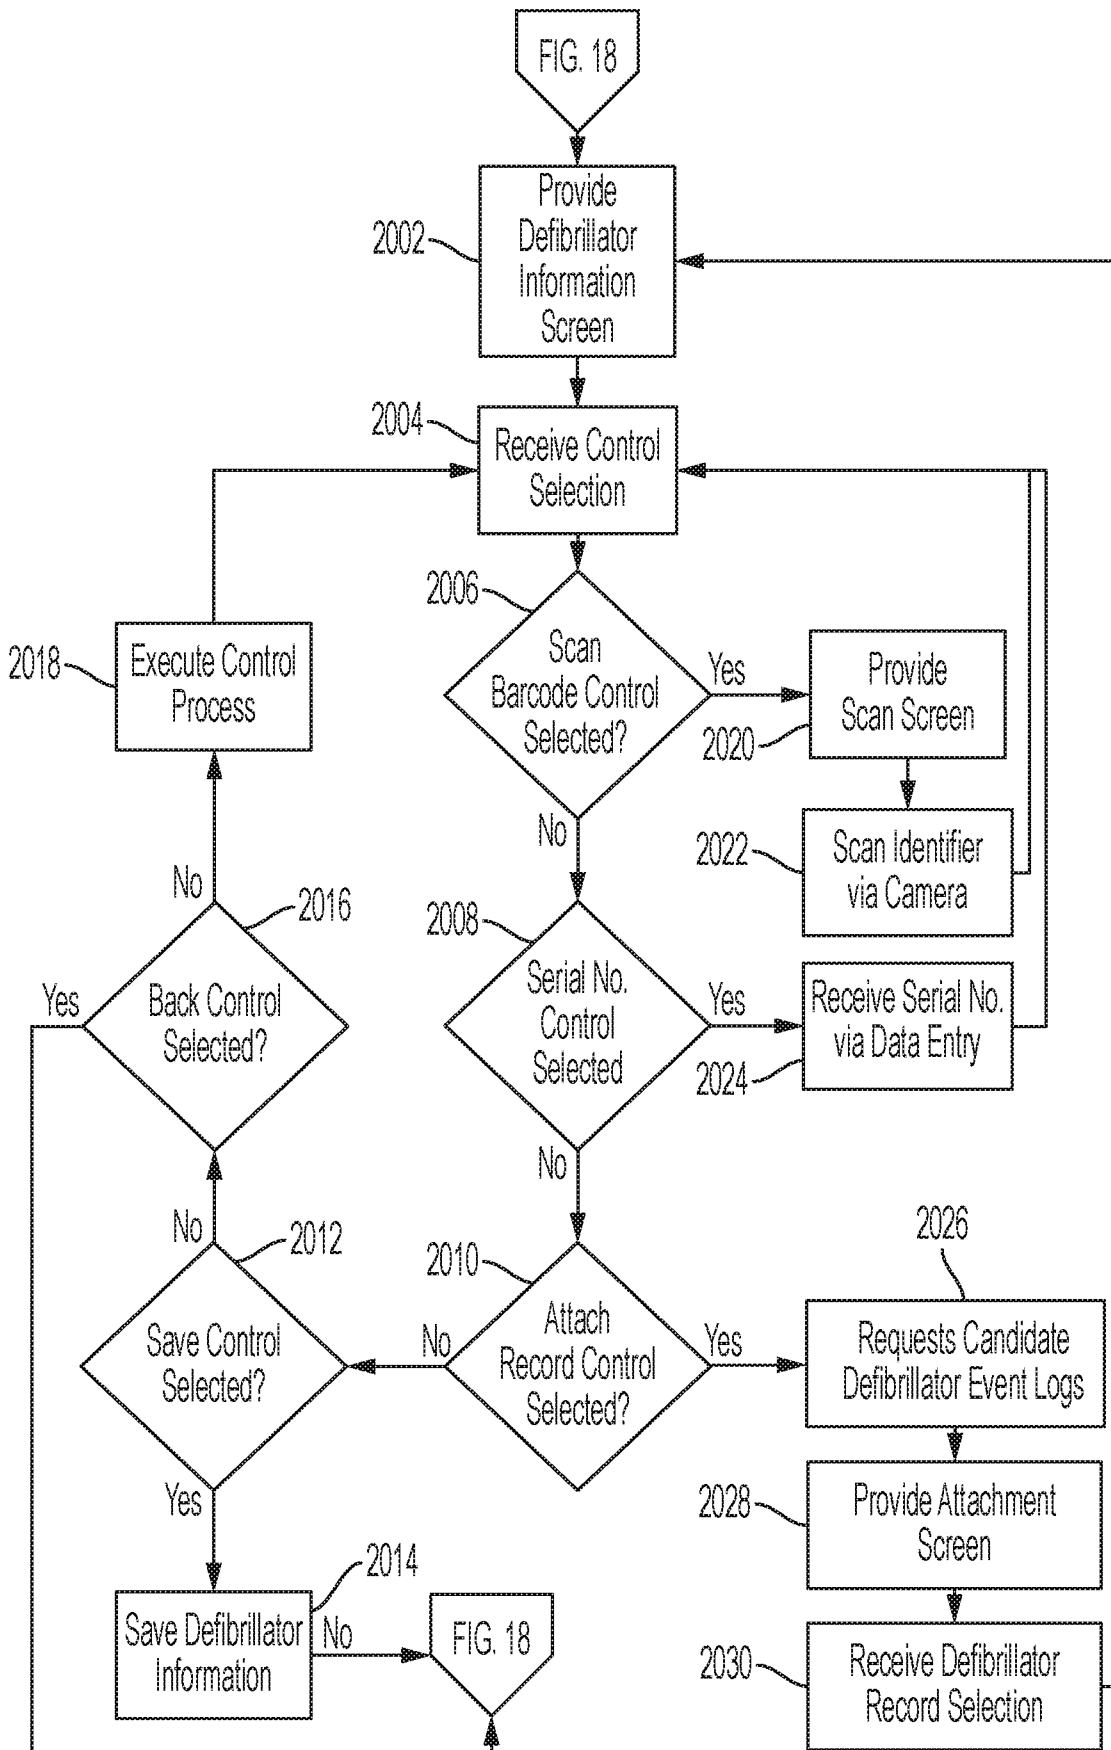 FIG. 18
2002
Provide
Defibrillator
Information
Screen
2004
Receive Control
Selection
2006
Scan
Barcode Control
Selected?
Yes
No
2020
Provide
Scan Screen
2022
Scan Identifier
via Camera
2018
Execute Control
Process
No
2016
Back Control
Selected?
Yes
2008
Serial No.
Control
Selected
Yes
No
Receive Serial No.
via Data Entry
2024
2012
No
Save Control
Selected?
Yes
2010
Attach
Record Control
Selected?
No
Yes
2026
Requests Candidate
Defibrillator Event Logs
2028
Provide Attachment
Screen
2030
Receive Defibrillator
Record Selection
2014
Save Defibrillator
Information
No
FIG. 18